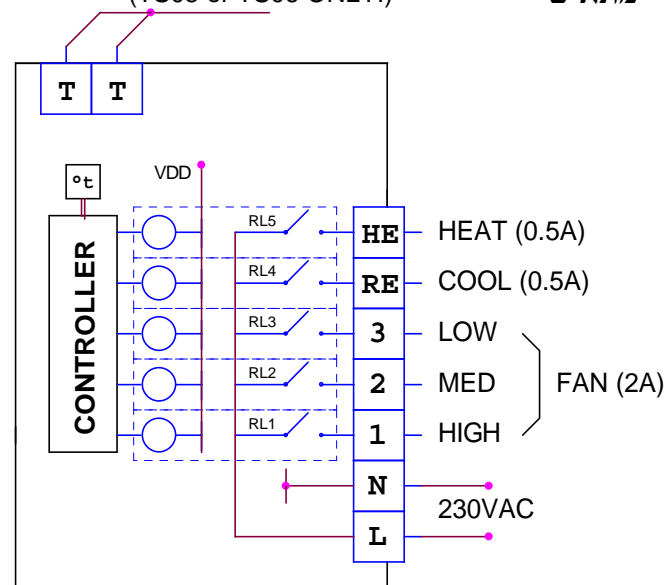 T T
°t
VDD
CONTROLLER
RL5 HE HEAT (0.5A)
RL4 RE COOL (0.5A)
RL3 3 LOW
RL2 2 MED FAN (2A)
RL1 1 HIGH
N
230VAC
L